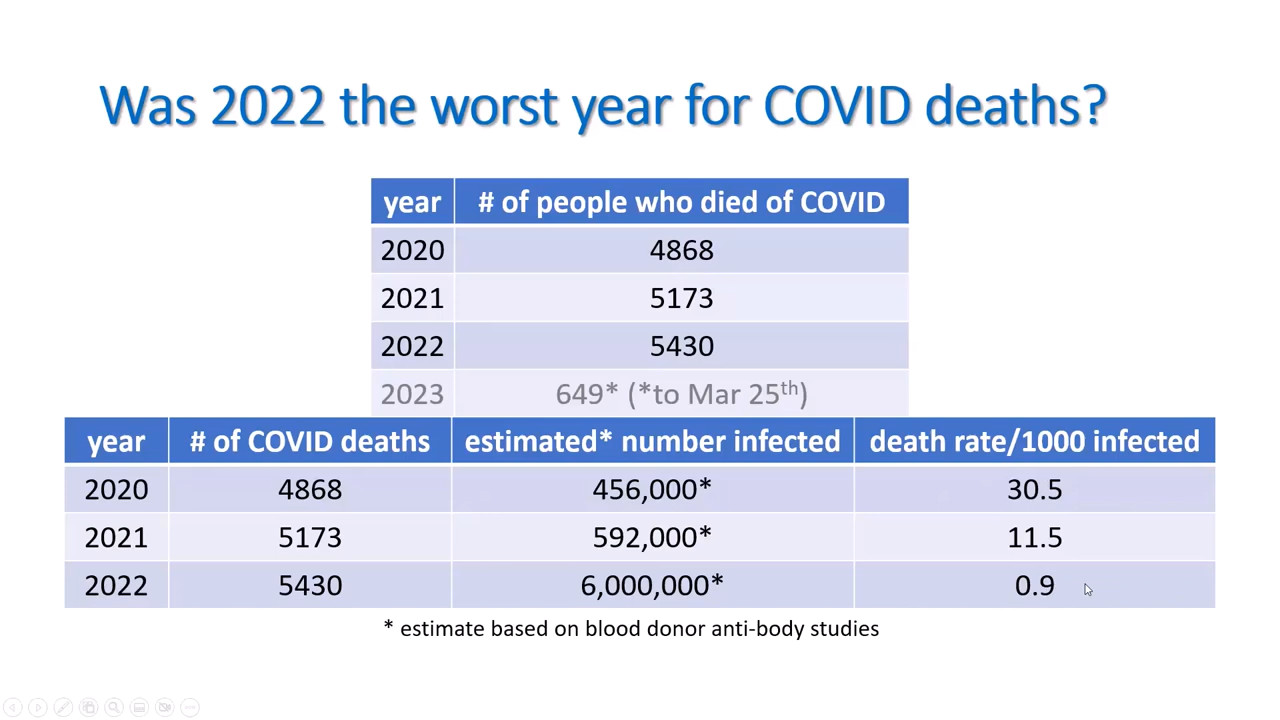 Was 2022 the worst year for COVID deaths?
year # of people who died of COVID
2020 4868
2021 5173
2022 5430
2023 649* (*to Mar 25th)
year # of COVID deaths estimated* number infected death rate/1000 infected
2020 4868 456,000* 30.5
2021 5173 592,000* 11.5
2022 5430 6,000,000* 0.9
* estimate based on blood donor anti-body studies